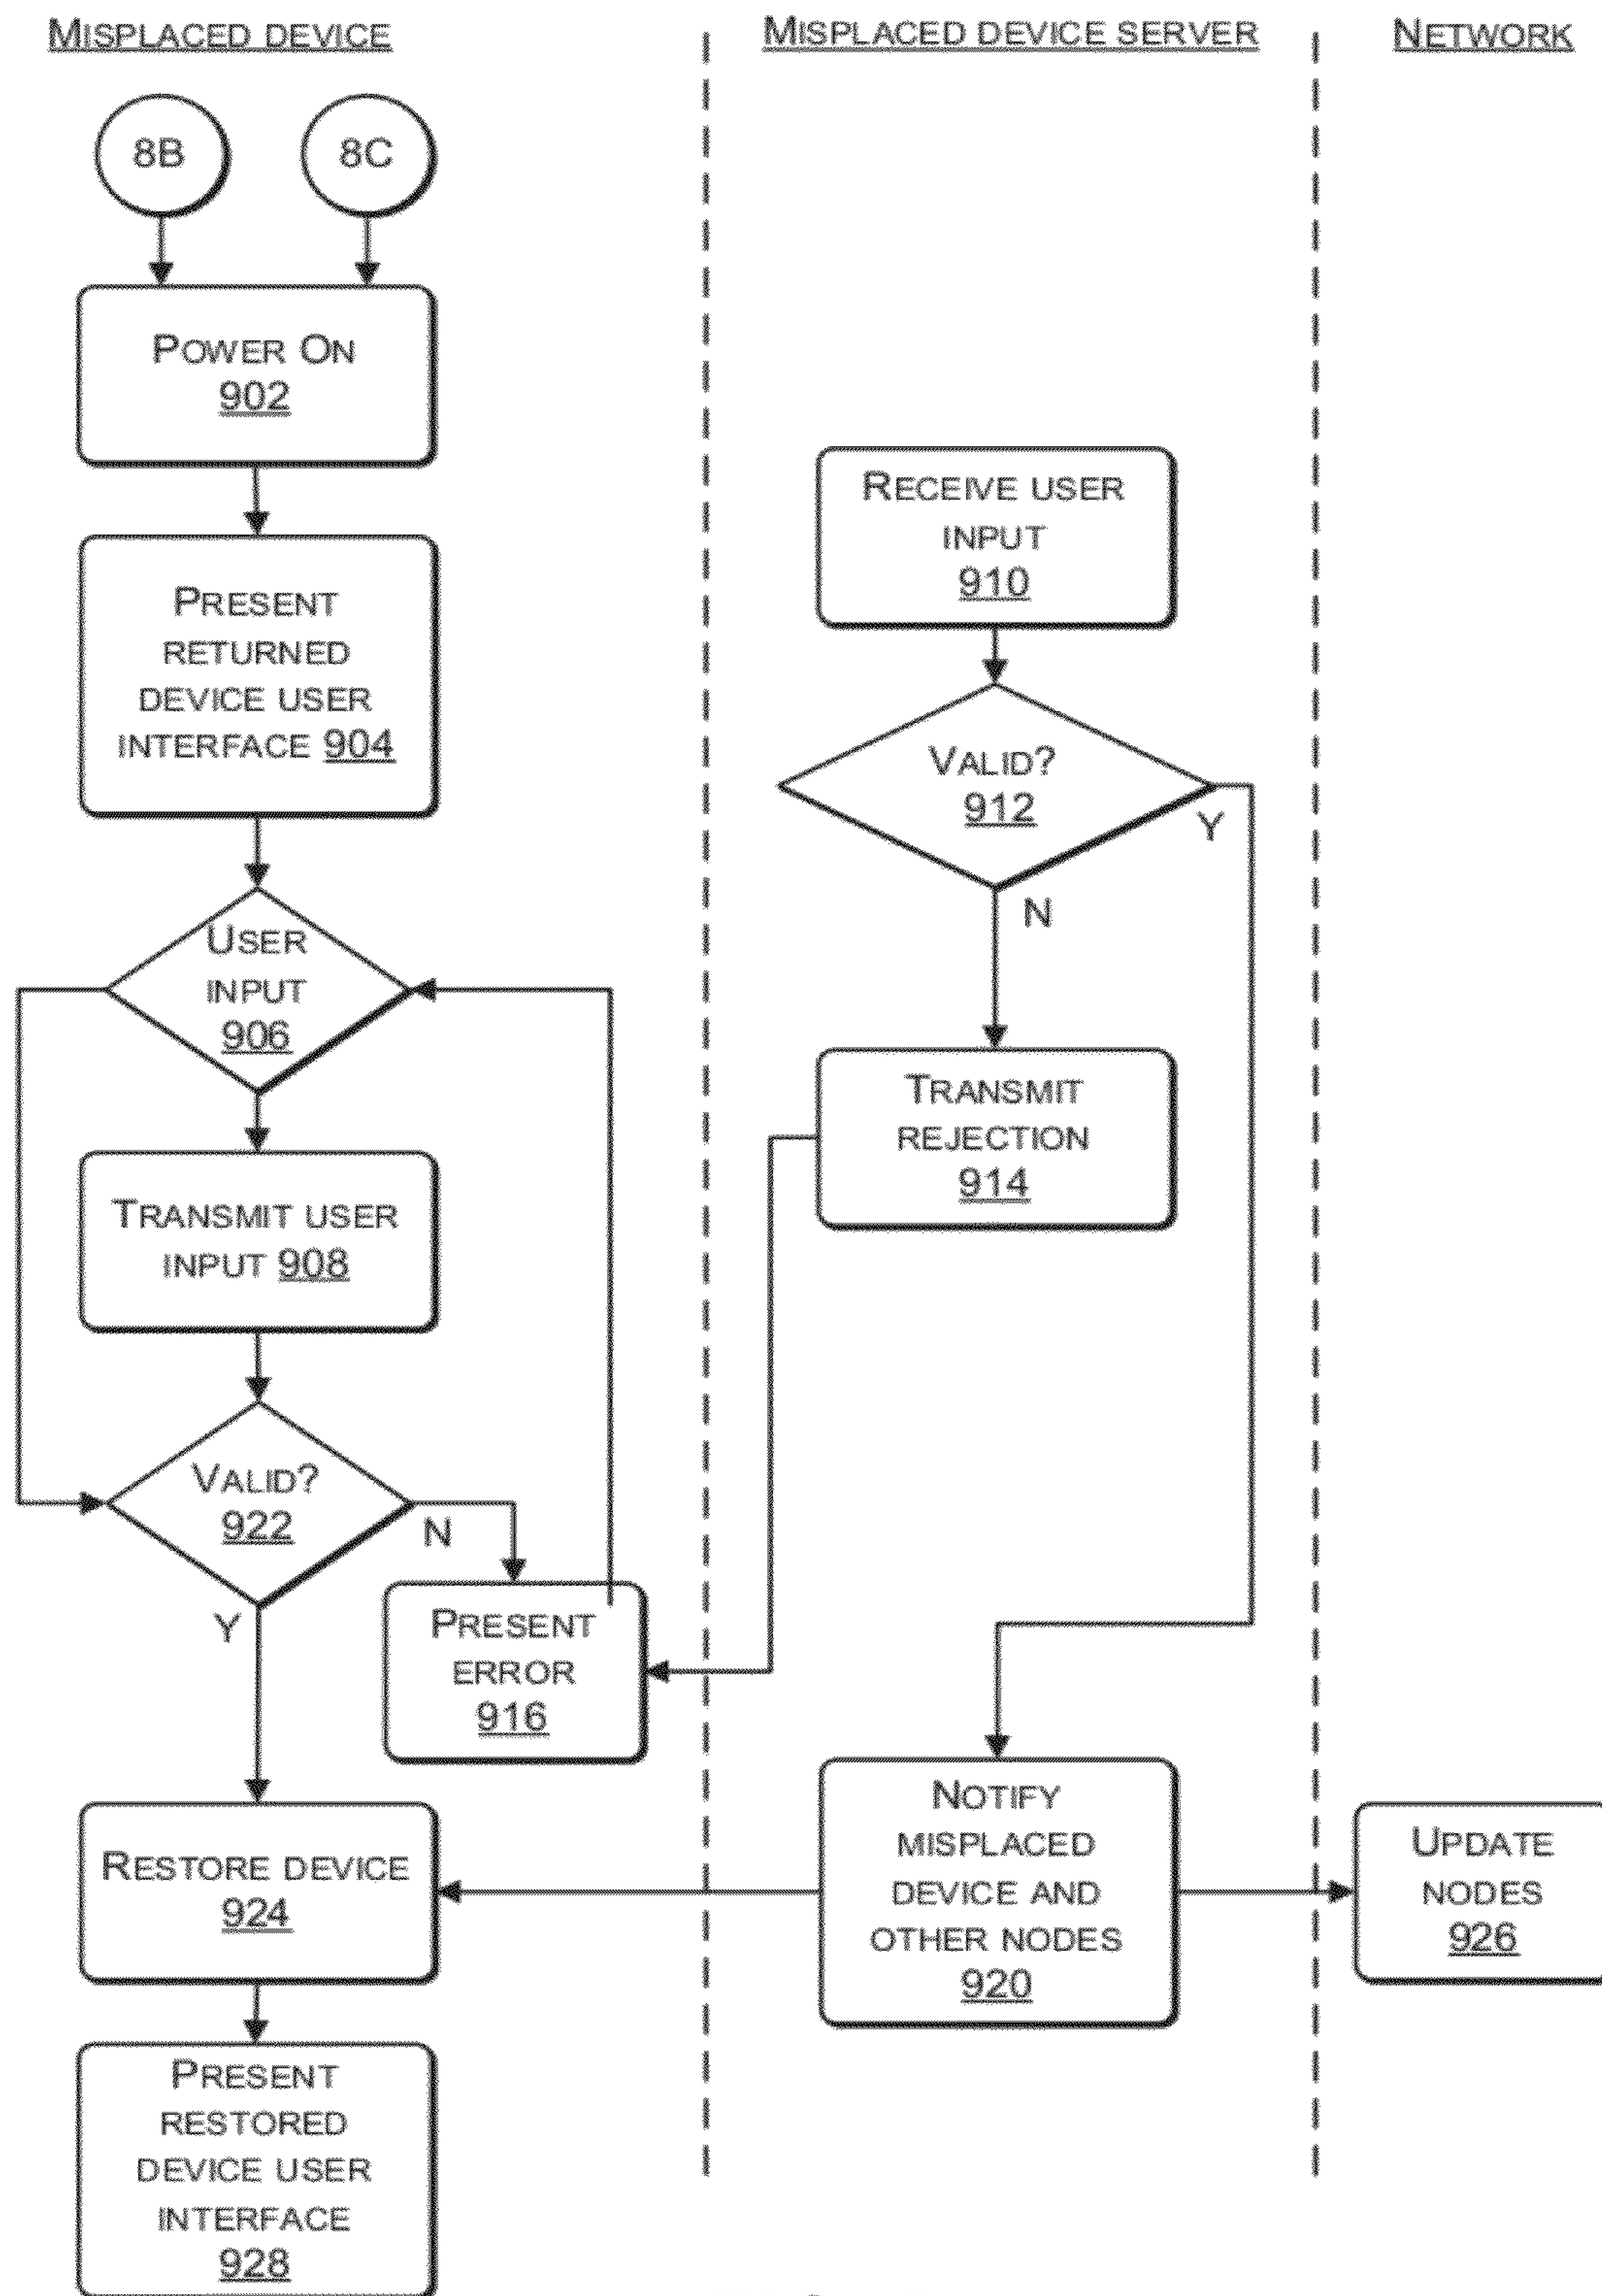 MISPLACED DEVICE
MISPLACED DEVICE SERVER
NETWORK
8B
8C
POWER ON
902
PRESENT
RETURNED
DEVICE USER
INTERFACE 904
USER
INPUT
906
TRANSMIT USER
INPUT 908
VALID?
922
N
Y
PRESENT
ERROR
916
RESTORE DEVICE
924
PRESENT
RESTORED
DEVICE USER
INTERFACE
928
RECEIVE USER
INPUT
910
VALID?
912
Y
N
TRANSMIT
REJECTION
914
NOTIFY
MISPLACED
DEVICE AND
OTHER NODES
920
UPDATE
NODES
926